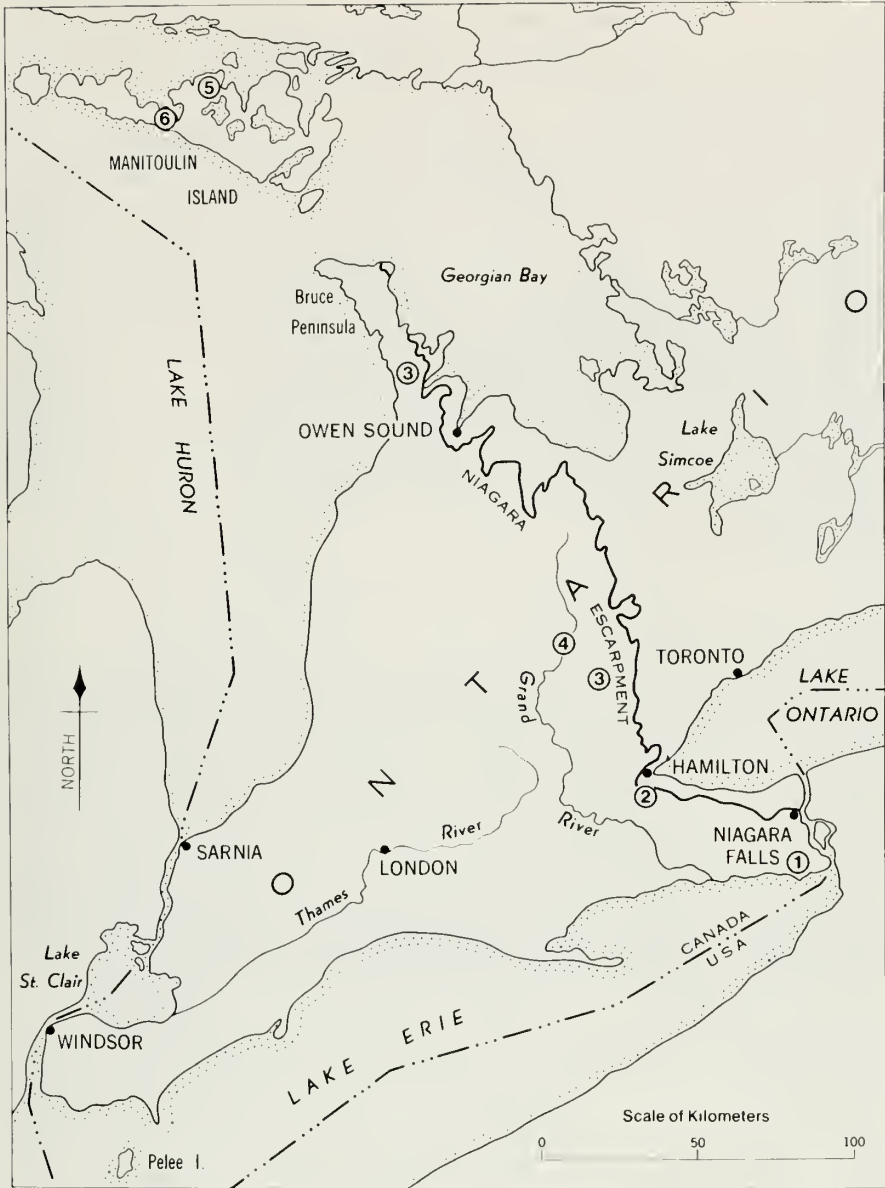 5
6
MANITOULIN
ISLAND
Georgian Bay
Bruce
Peninsula
3
LAKE HURON
OWEN SOUND
Lake
Simcoe
NIAGARA
ESCARPMENT
O N T A R I O
4
3
Grand
River
TORONTO
LAKE
ONTARIO
NORTH
HAMILTON
2
NIAGARA
FALLS
1
SARNIA
LONDON
Thames
River
CANADA
USA
Lake
St. Clair
WINDSOR
LAKE ERIE
Pelee I.
Scale of Kilometers
0 50 100